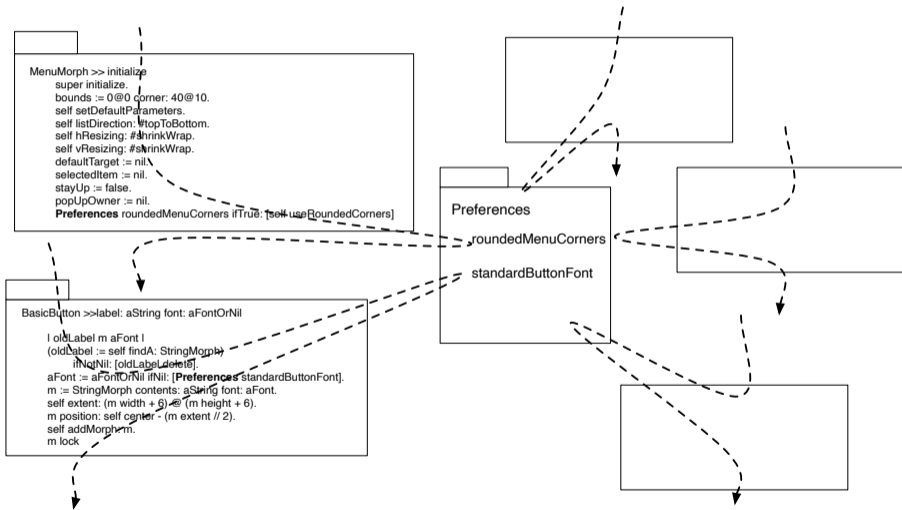 MenuMorph >> initialize
super initialize.
bounds := 0@0 corner: 40@10.
self setDefaultParameters.
self listDirection: #topToBottom.
self hResizing: #shrinkWrap.
self vResizing: #shrinkWrap.
defaultTarget := nil.
selectedItem := nil.
stayUp := false.
popUpOwner := nil.
Preferences roundedMenuCorners ifTrue: [self useRoundedCorners]
Preferences
roundedMenuCorners
standardButtonFont
BasicButton >>label: aString font: aFontOrNil
| oldLabel m aFont |
(oldLabel := self findA: StringMorph)
ifNotNil: [oldLabel delete].
aFont := aFontOrNil ifNil: [Preferences standardButtonFont].
m := StringMorph contents: aString font: aFont.
self extent: (m width + 6) @ (m height + 6).
m position: self center - (m extent // 2).
self addMorph: m.
m lock